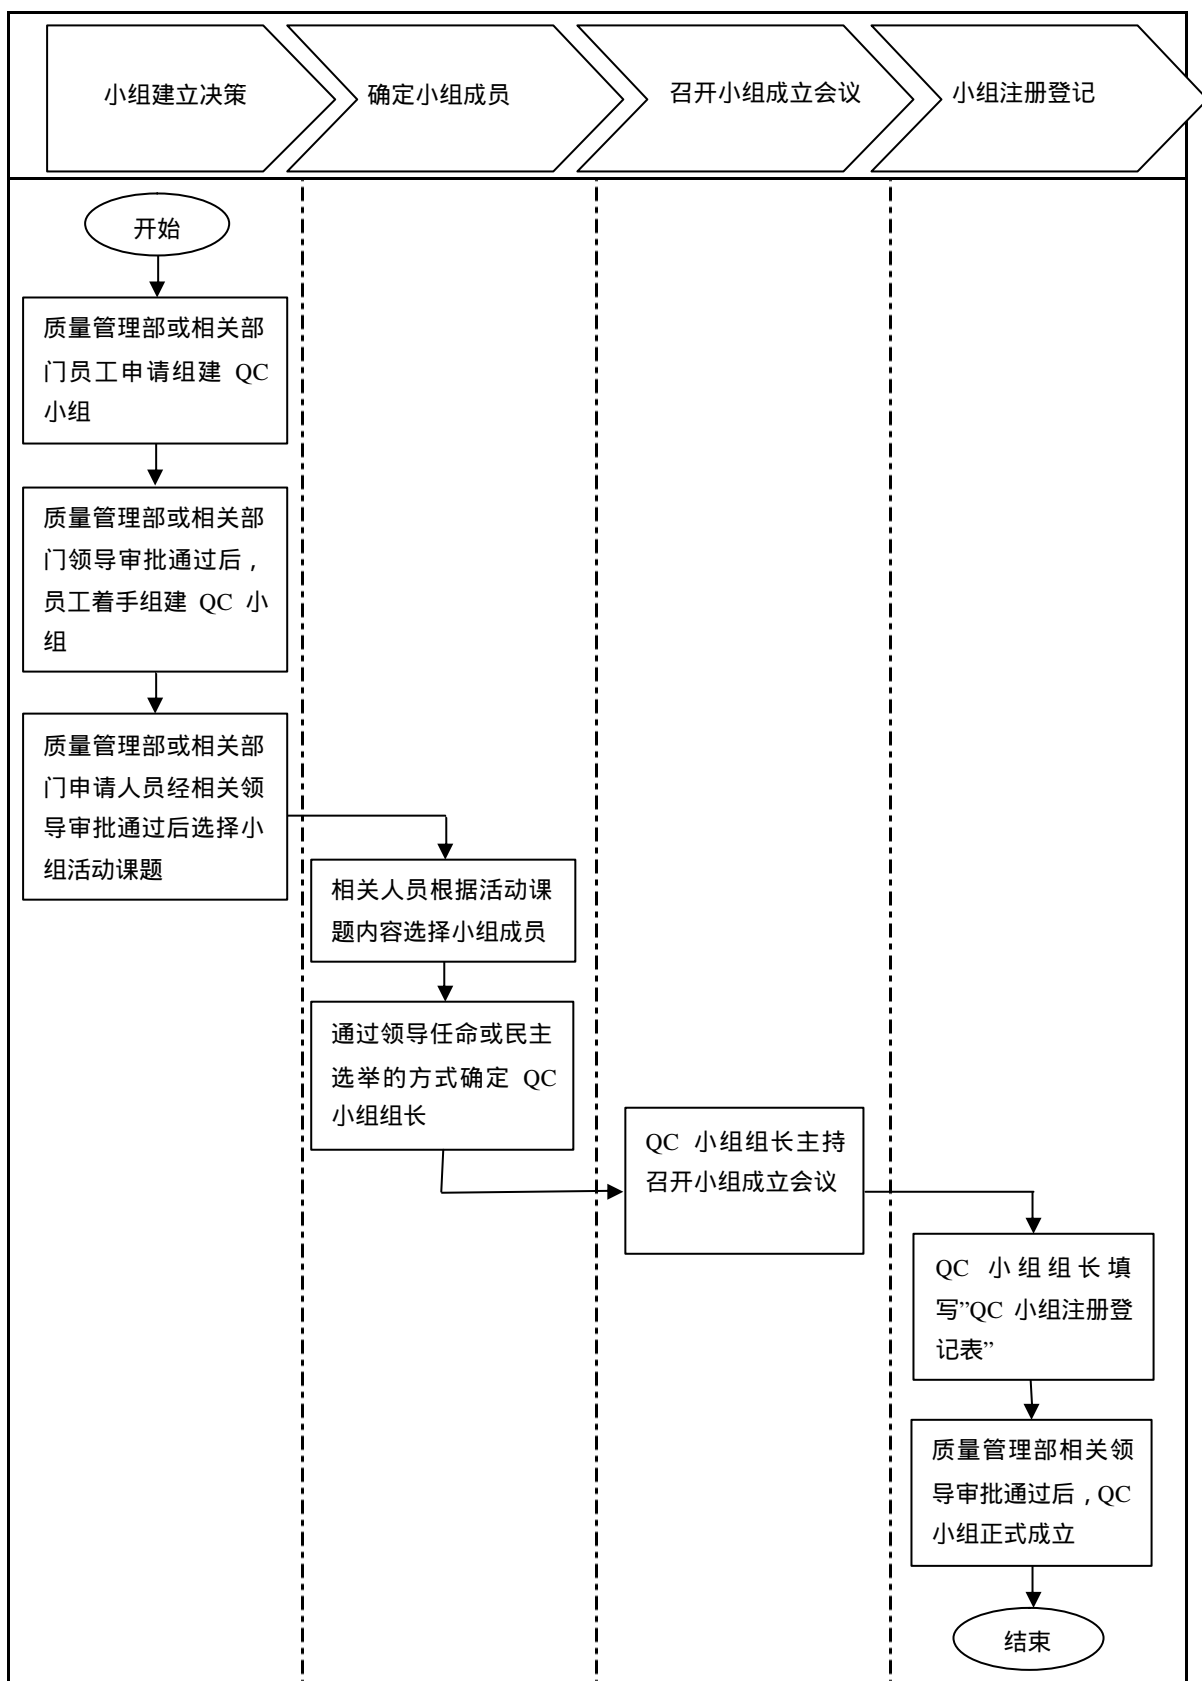 小组建立决策
确定小组成员
召开小组成立会议
小组注册登记
开始
质量管理部或相关部
门员工申请组建 QC
小组
质量管理部或相关部
门领导审批通过后，
员工着手组建 QC 小
组
质量管理部或相关部
门申请人员经相关领
导审批通过后选择小
组活动课题
相关人员根据活动课
题内容选择小组成员
通过领导任命或民主
选举的方式确定 QC
小组组长
QC 小组组长主持
召开小组成立会议
QC 小组组长填
写”QC 小组注册登
记表”
质量管理部相关领
导审批通过后，QC
小组正式成立
结束